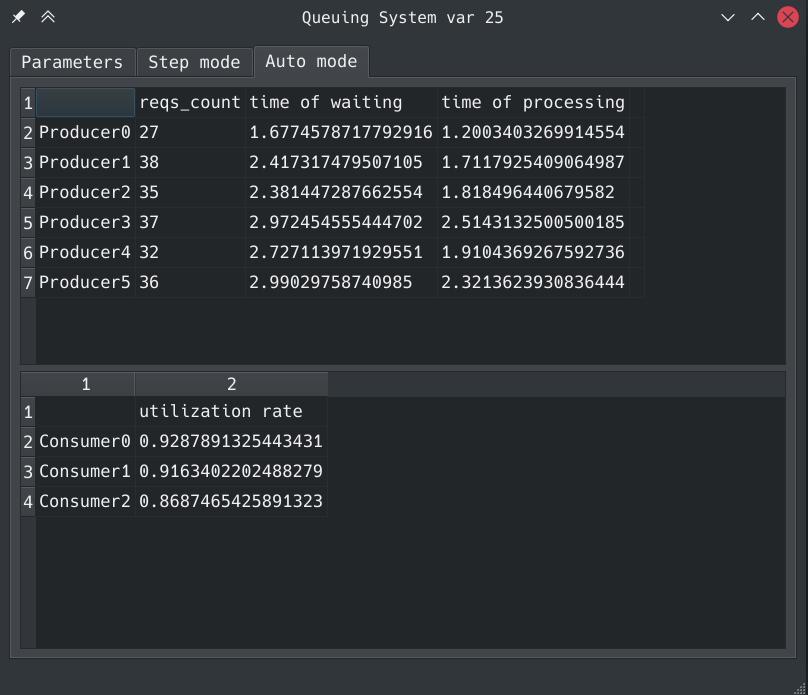 Queuing System var 25
Parameters Step mode Auto mode
1 reqs_count time of waiting time of processing
2 Producer0 27 1.6774578717792916 1.2003403269914554
3 Producer1 38 2.417317479507105 1.7117925409064987
4 Producer2 35 2.381447287662554 1.818496440679582
5 Producer3 37 2.972454555444702 2.5143132500500185
6 Producer4 32 2.727113971929551 1.9104369267592736
7 Producer5 36 2.99029758740985 2.3213623930836444
1 2
1 utilization rate
2 Consumer0 0.9287891325443431
3 Consumer1 0.9163402202488279
4 Consumer2 0.8687465425891323